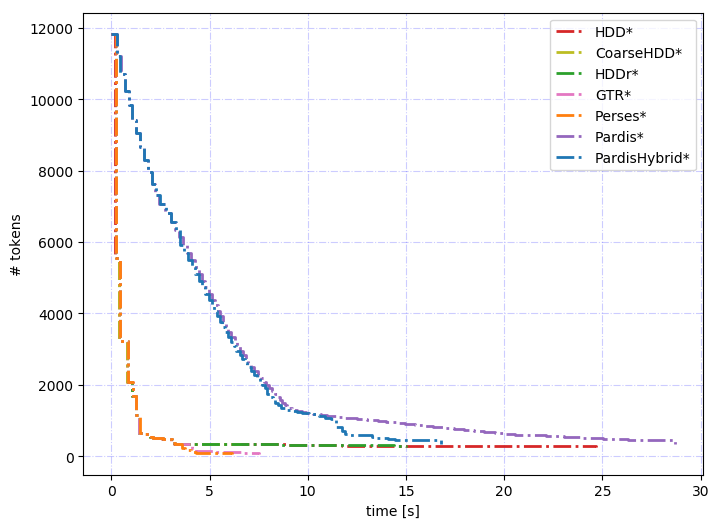 12000
10000
8000
6000
4000
2000
0
# tokens
0 5 10 15 20 25 30
time [s]
HDD*
CoarseHDD*
HDDr*
GTR*
Perses*
Pardis*
PardisHybrid*